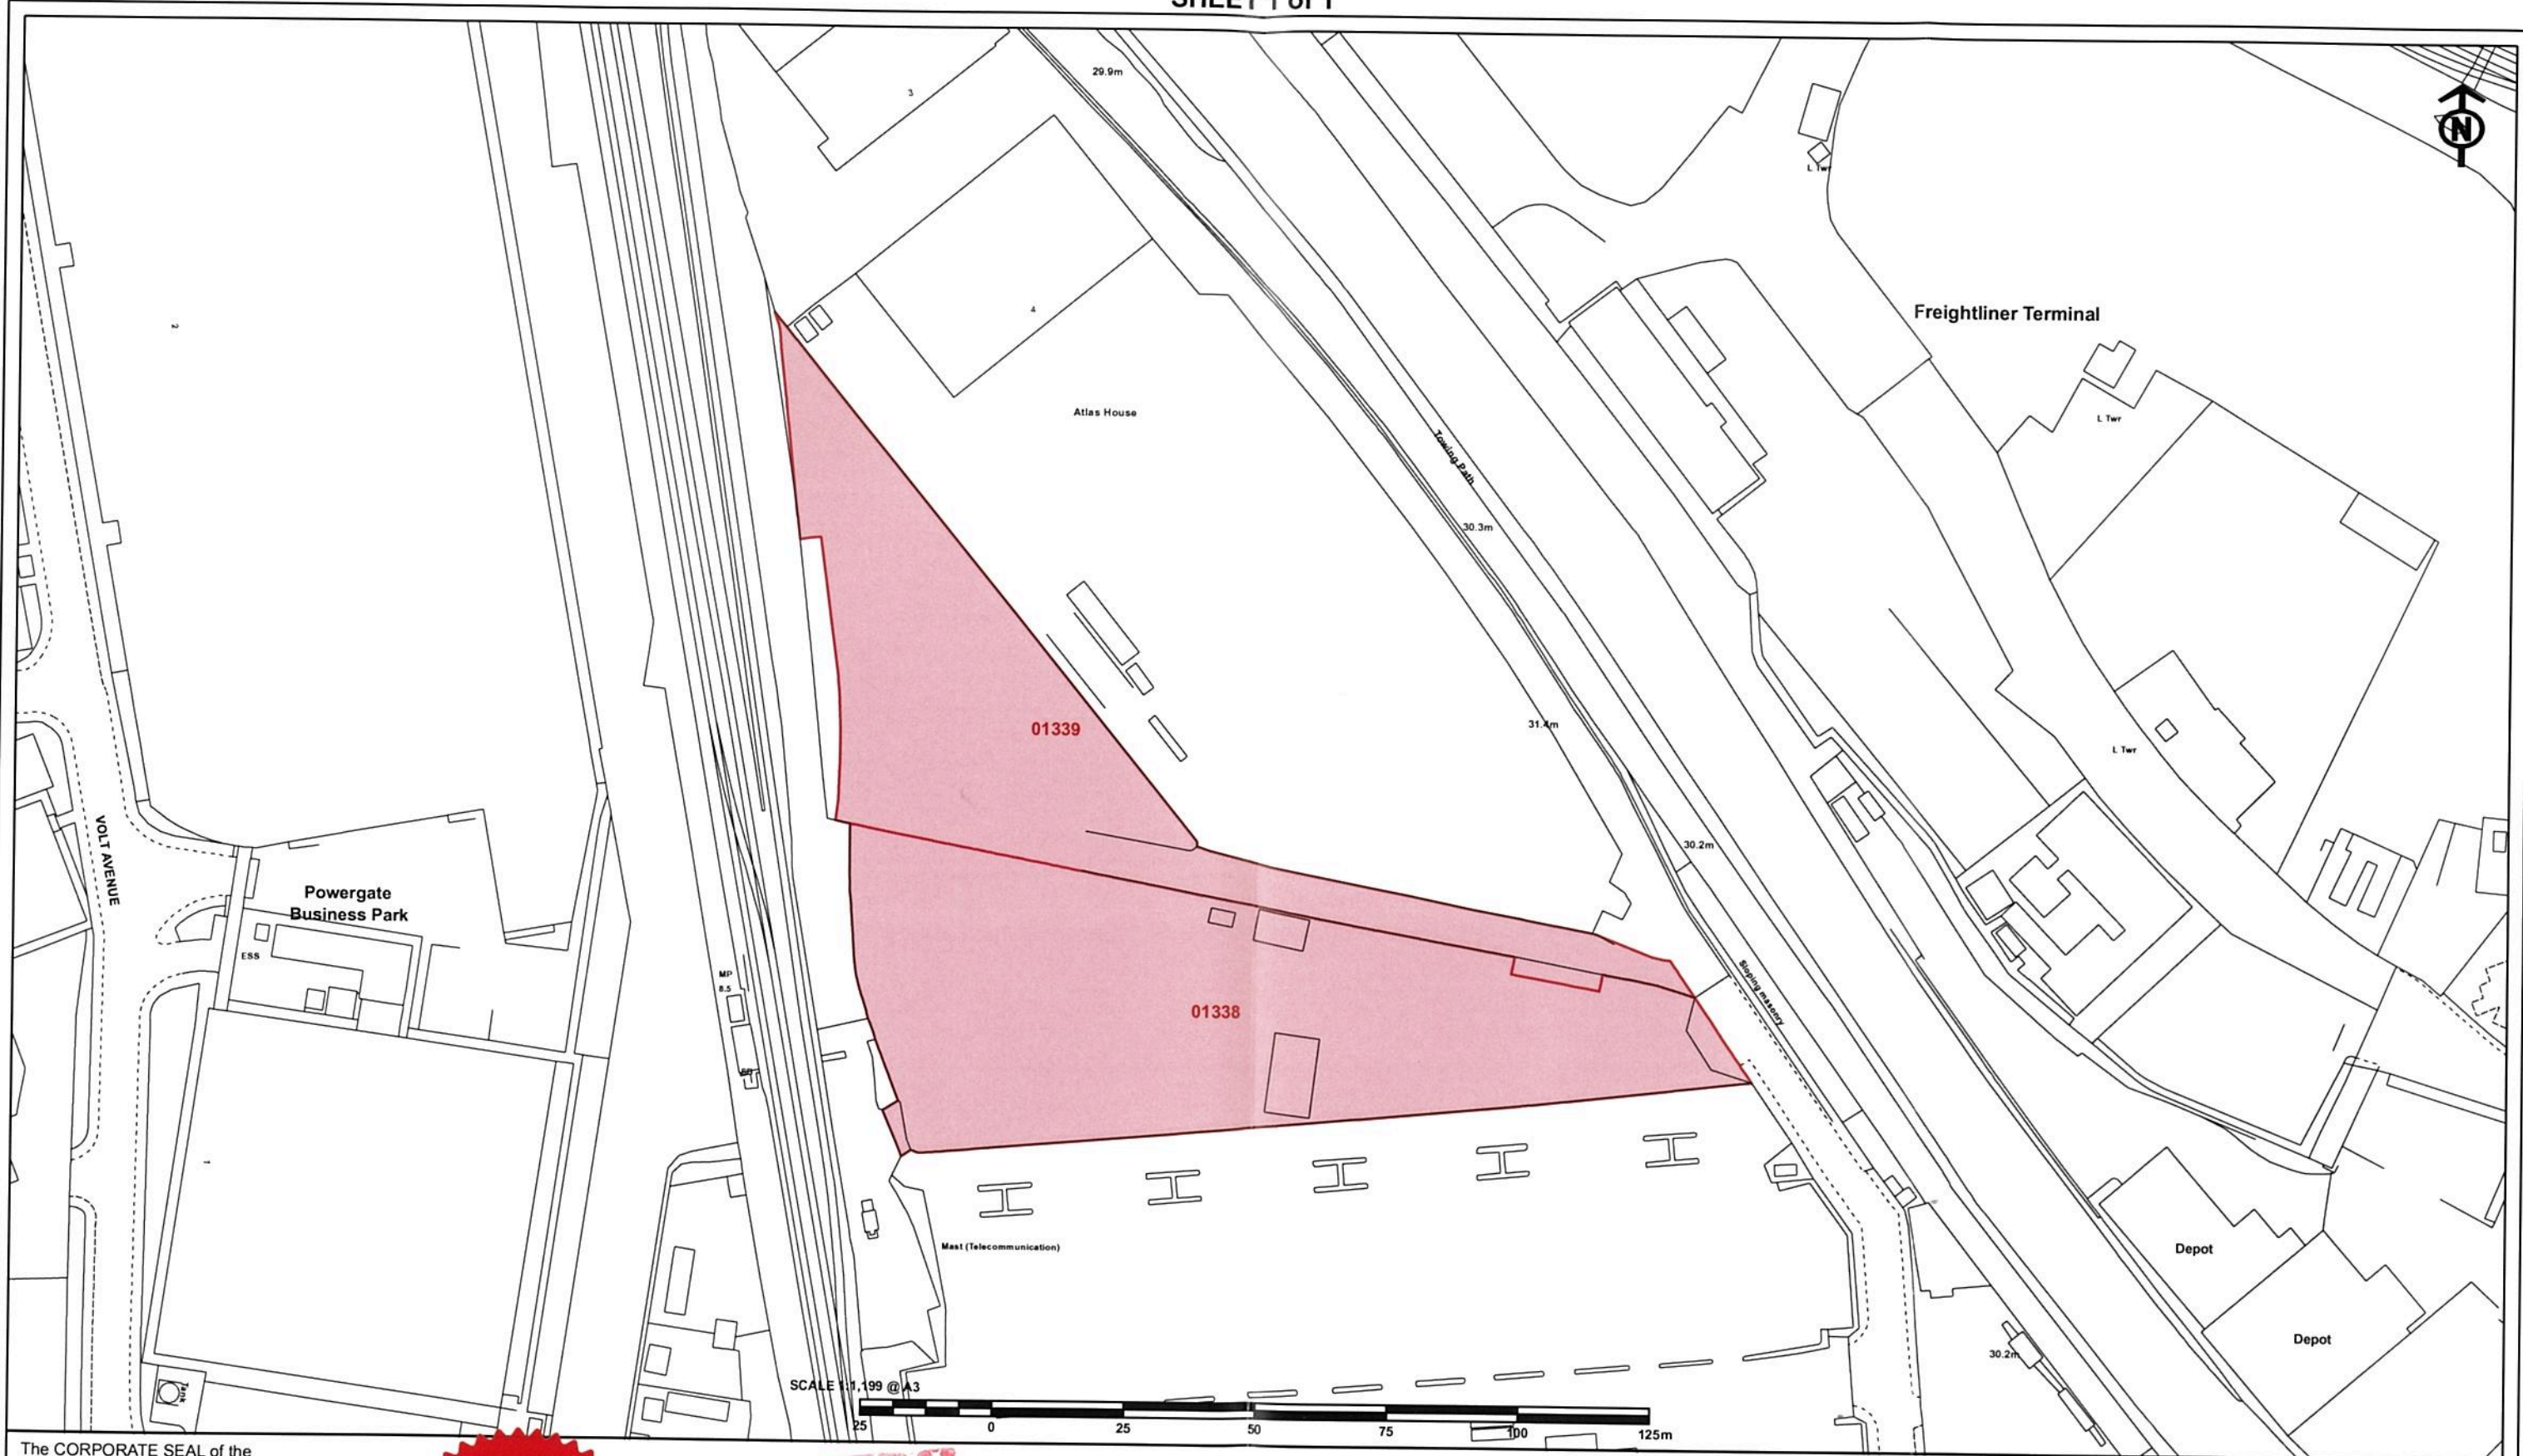 SHEET 1 of 1
29.9m
3
N
L Twr
2
4
Freightliner Terminal
Atlas House
L Twr
Towing Path
30.3m
01339
31.4m
L Twr
VOLT AVENUE
30.2m
Powergate
Business Park
ESS
MP
8.5
Sloping masonry
01338
1
Mast (Telecommunication)
Depot
Depot
30.2m
Tank
SCALE 1:1,199 @ A3
25
0
25
50
75
100
125m
The CORPORATE SEAL of the